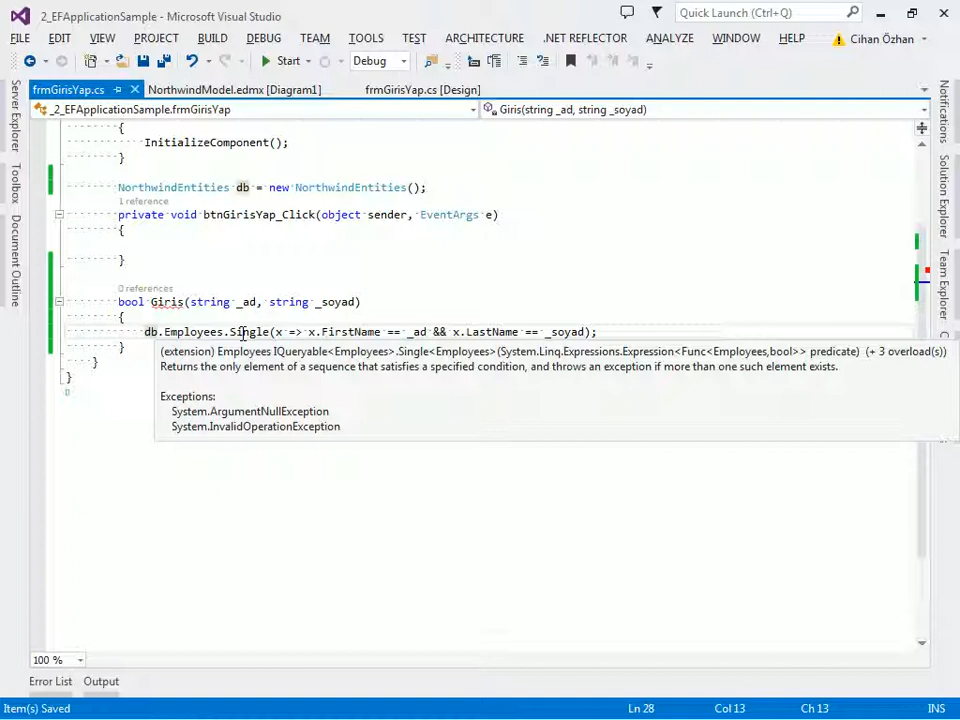 2_EFApplicationSample - Microsoft Visual Studio
Quick Launch (Ctrl+Q)
FILE EDIT VIEW PROJECT BUILD DEBUG TEAM TOOLS TEST ARCHITECTURE .NET REFLECTOR ANALYZE WINDOW HELP Cihan Özhan
Start Debug
frmGirisYap.cs NorthwindModel.edmx [Diagram1] frmGirisYap.cs [Design]
_2_EFApplicationSample.frmGirisYap Giris(string _ad, string _soyad)
Server Explorer
Toolbox
Document Outline
Notifications
Solution Explorer
Team Explorer
{
InitializeComponent();
}
NorthwindEntities db = new NorthwindEntities();
1 reference
private void btnGirisYap_Click(object sender, EventArgs e)
{
}
0 references
bool Giris(string _ad, string _soyad)
{
db.Employees.Single(x => x.FirstName == _ad && x.LastName == _soyad);
}
}
}
(extension) Employees IQueryable<Employees>.Single<Employees>(System.Linq.Expressions.Expression<Func<Employees,bool>> predicate) (+ 3 overload(s))
Returns the only element of a sequence that satisfies a specified condition, and throws an exception if more than one such element exists.
Exceptions:
System.ArgumentNullException
System.InvalidOperationException
100 %
Error List Output
Item(s) Saved Ln 28 Col 13 Ch 13 INS